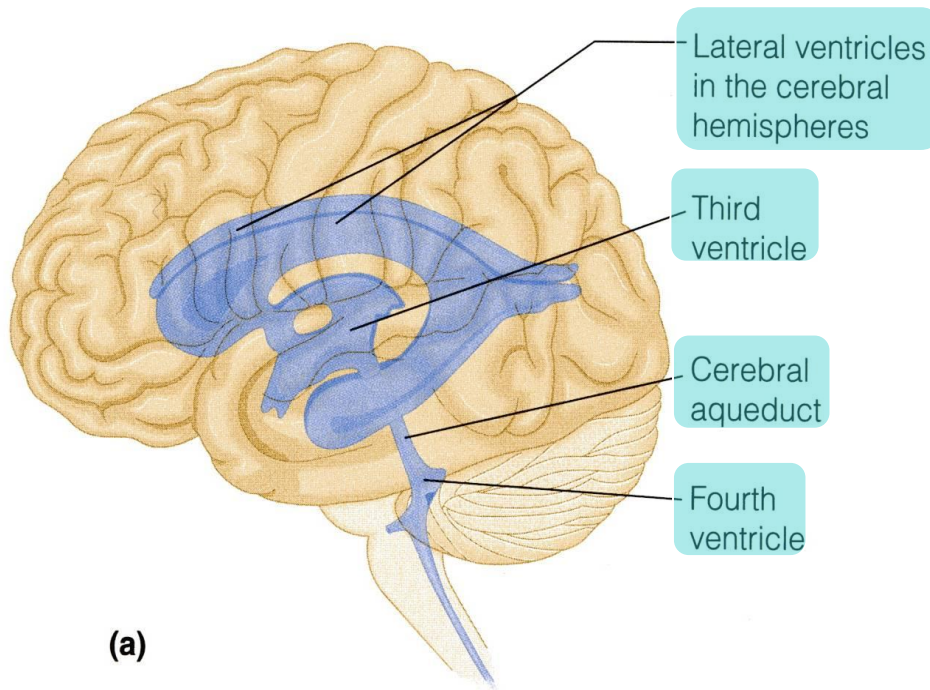 Lateral ventricles
in the cerebral
hemispheres
Third
ventricle
Cerebral
aqueduct
Fourth
ventricle
(a)